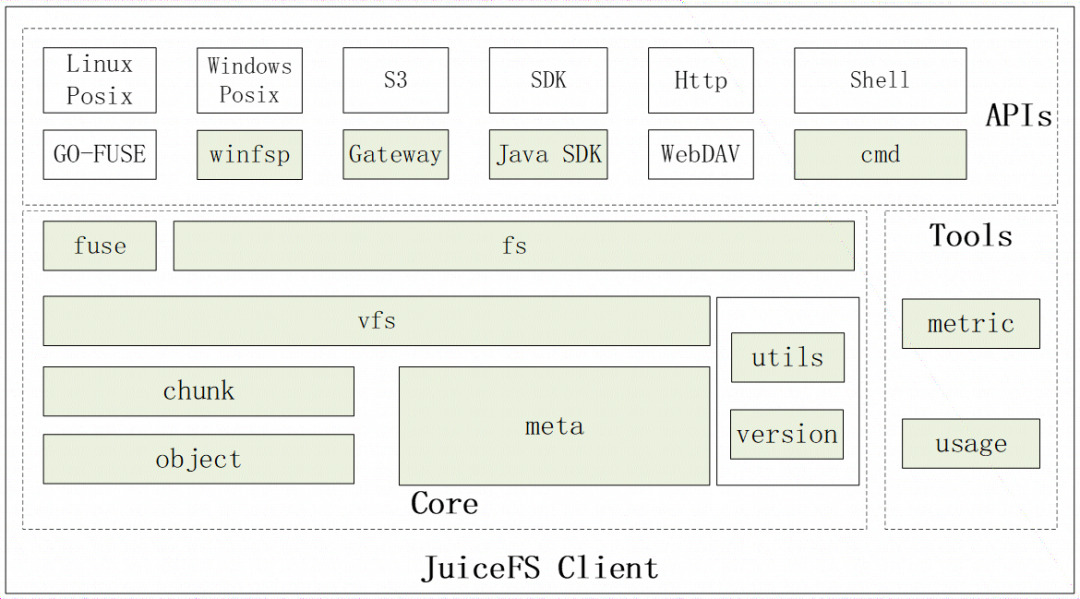 Linux
Posix
Windows
Posix
S3
SDK
Http
Shell
APIs
GO-FUSE
winfsp
Gateway
Java SDK
WebDAV
cmd
fuse
fs
Tools
vfs
metric
utils
chunk
meta
version
usage
object
Core
JuiceFS Client